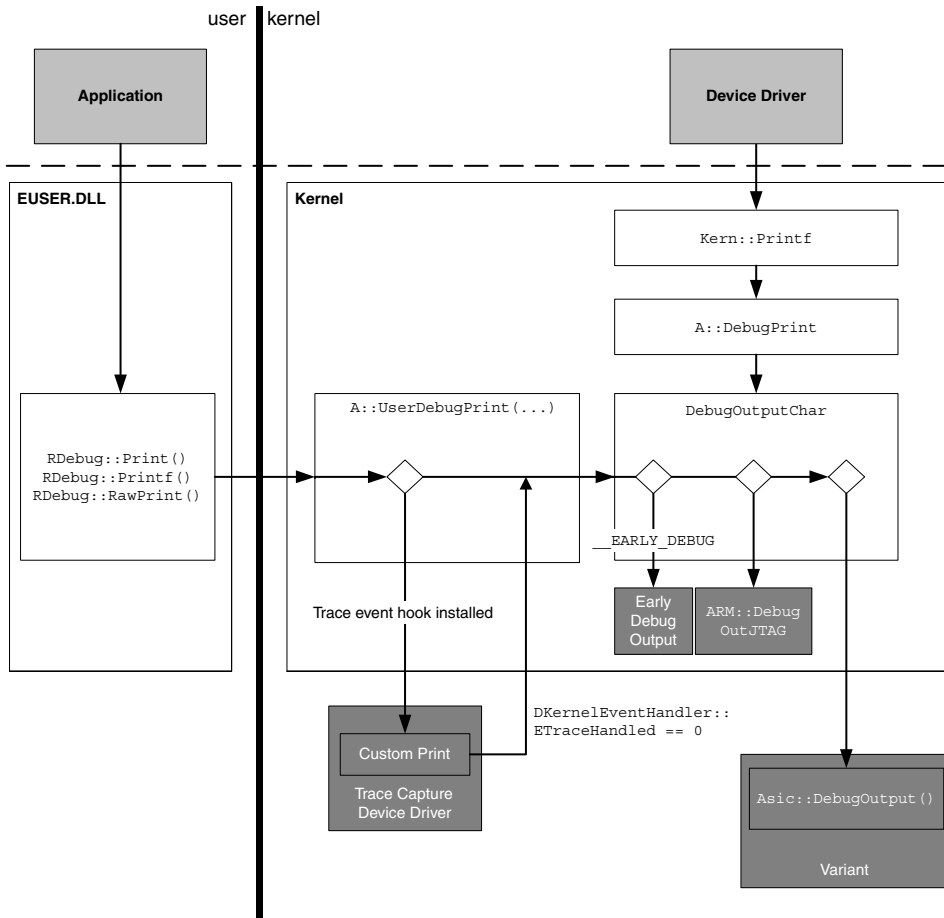 user kernel
Application
Device Driver
EUSER.DLL
Kernel
Kern::Printf
A::DebugPrint
A::UserDebugPrint(...)
DebugOutputChar
RDebug::Print()
RDebug::Printf()
RDebug::RawPrint()
__EARLY_DEBUG
Trace event hook installed
Early
Debug
Output
ARM::Debug
OutJTAG
DKernelEventHandler::
ETraceHandled == 0
Custom Print
Trace Capture
Device Driver
Asic::DebugOutput()
Variant